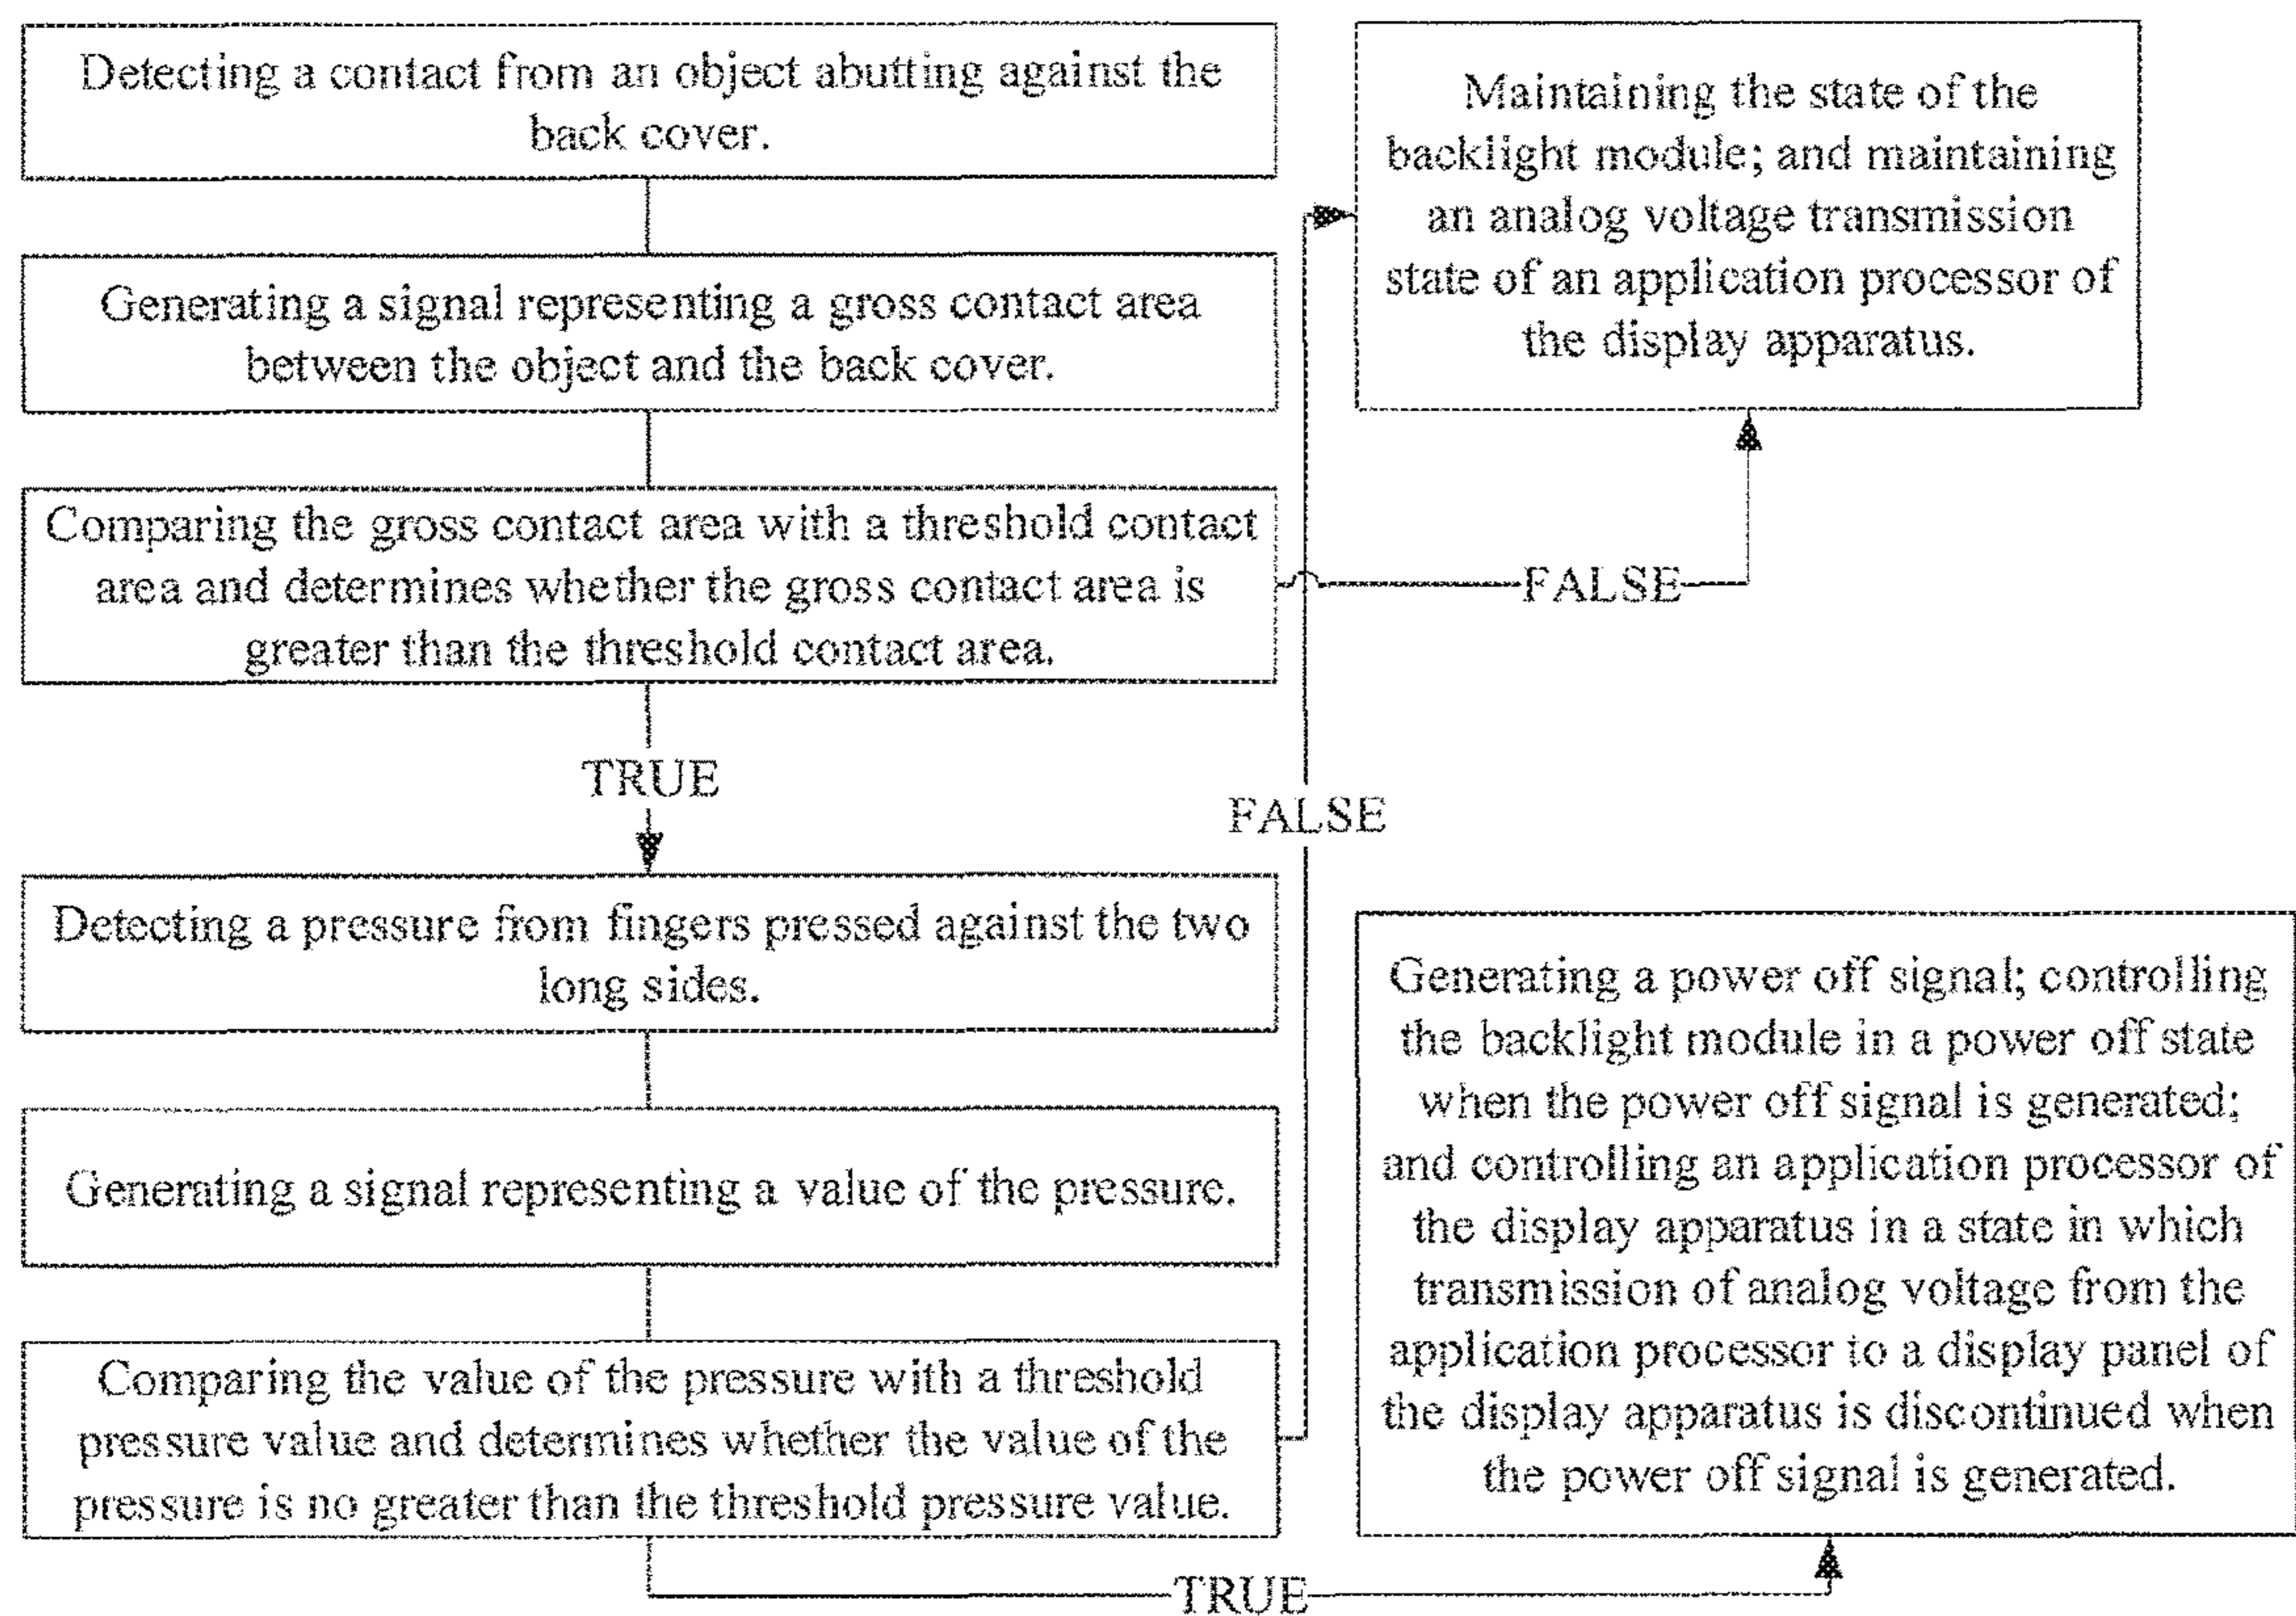 Detecting a contact from an object abutting against the
back cover.
Generating a signal representing a gross contact area
between the object and the back cover.
Comparing the gross contact area with a threshold contact
area and determines whether the gross contact area is
greater than the threshold contact area.
TRUE
Detecting a pressure from fingers pressed against the two
long sides.
Generating a signal representing a value of the pressure.
Comparing the value of the pressure with a threshold
pressure value and determines whether the value of the
pressure is no greater than the threshold pressure value.
TRUE
FALSE
FALSE
Maintaining the state of the
backlight module; and maintaining
an analog voltage transmission
state of an application processor of
the display apparatus.
Generating a power off signal; controlling
the backlight module in a power off state
when the power off signal is generated;
and controlling an application processor of
the display apparatus in a state in which
transmission of analog voltage from the
application processor to a display panel of
the display apparatus is discontinued when
the power off signal is generated.